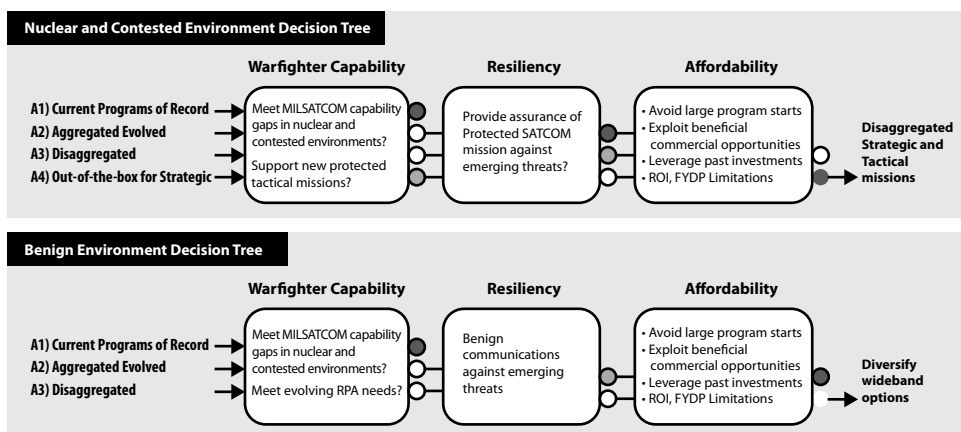 Nuclear and Contested Environment Decision Tree
Warfighter Capability
Resiliency
Affordability
A1) Current Programs of Record
A2) Aggregated Evolved
A3) Disaggregated
A4) Out-of-the-box for Strategic
Meet MILSATCOM capability
gaps in nuclear and
contested environments?
Support new protected
tactical missions?
Provide assurance of
Protected SATCOM
mission against
emerging threats?
• Avoid large program starts
• Exploit beneficial
commercial opportunities
• Leverage past investments
• ROI, FYDP Limitations
Disaggregated
Strategic and
Tactical
missions
Benign Environment Decision Tree
Warfighter Capability
Resiliency
Affordability
A1) Current Programs of Record
A2) Aggregated Evolved
A3) Disaggregated
Meet MILSATCOM capability
gaps in nuclear and
contested environments?
Meet evolving RPA needs?
Benign
communications
against emerging
threats
• Avoid large program starts
• Exploit beneficial
commercial opportunities
• Leverage past investments
• ROI, FYDP Limitations
Diversify
wideband
options